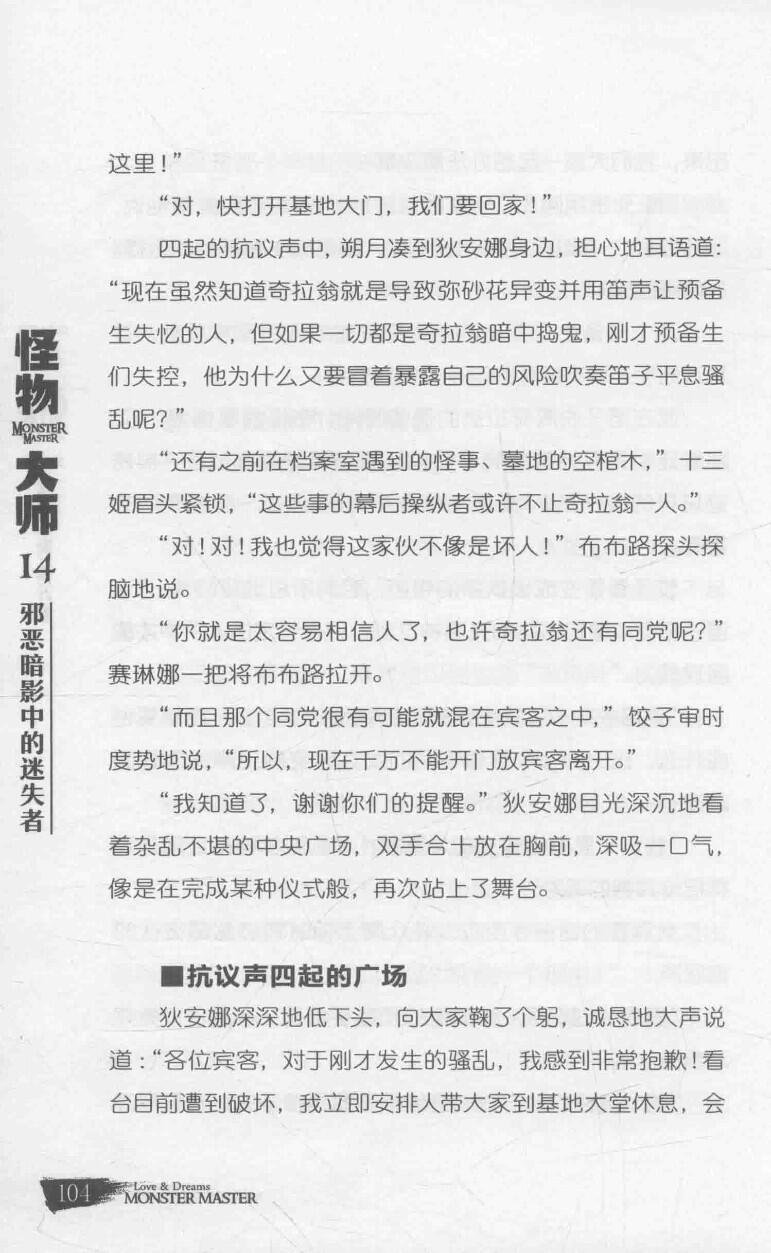 这里！”
“对，快打开基地大门，我们要回家！”
四起的抗议声中，朔月凑到狄安娜身边，担心地耳语道：
“现在虽然知道奇拉翁就是导致弥砂花异变并用笛声让预备
生失忆的人，但如果一切都是奇拉翁暗中捣鬼，刚才预备生
们失控，他为什么又要冒着暴露自己的风险吹奏笛子平息骚
乱呢？”
“还有之前在档案室遇到的怪事、墓地的空棺木，”十三
姬眉头紧锁，“这些事的幕后操纵者或许不止奇拉翁一人。”
“对！对！我也觉得这家伙不像是坏人！”布布路探头探
脑地说。
“你就是太容易相信人了，也许奇拉翁还有同党呢？”
赛琳娜一把将布布路拉开。
“而且那个同党很有可能就混在宾客之中，”饺子审时
度势地说，“所以，现在千万不能开门放宾客离开。”
“我知道了，谢谢你们的提醒。”狄安娜目光深沉地看
着杂乱不堪的中央广场，双手合十放在胸前，深吸一口气，
像是在完成某种仪式般，再次站上了舞台。
■抗议声四起的广场
狄安娜深深地低下头，向大家鞠了个躬，诚恳地大声说
道：“各位宾客，对于刚才发生的骚乱，我感到非常抱歉！看
台目前遭到破坏，我立即安排人带大家到基地大堂休息，会
怪物
MONSTER
MASTER
大师
14
邪恶暗影中的迷失者
104
Love & Dreams
MONSTER MASTER